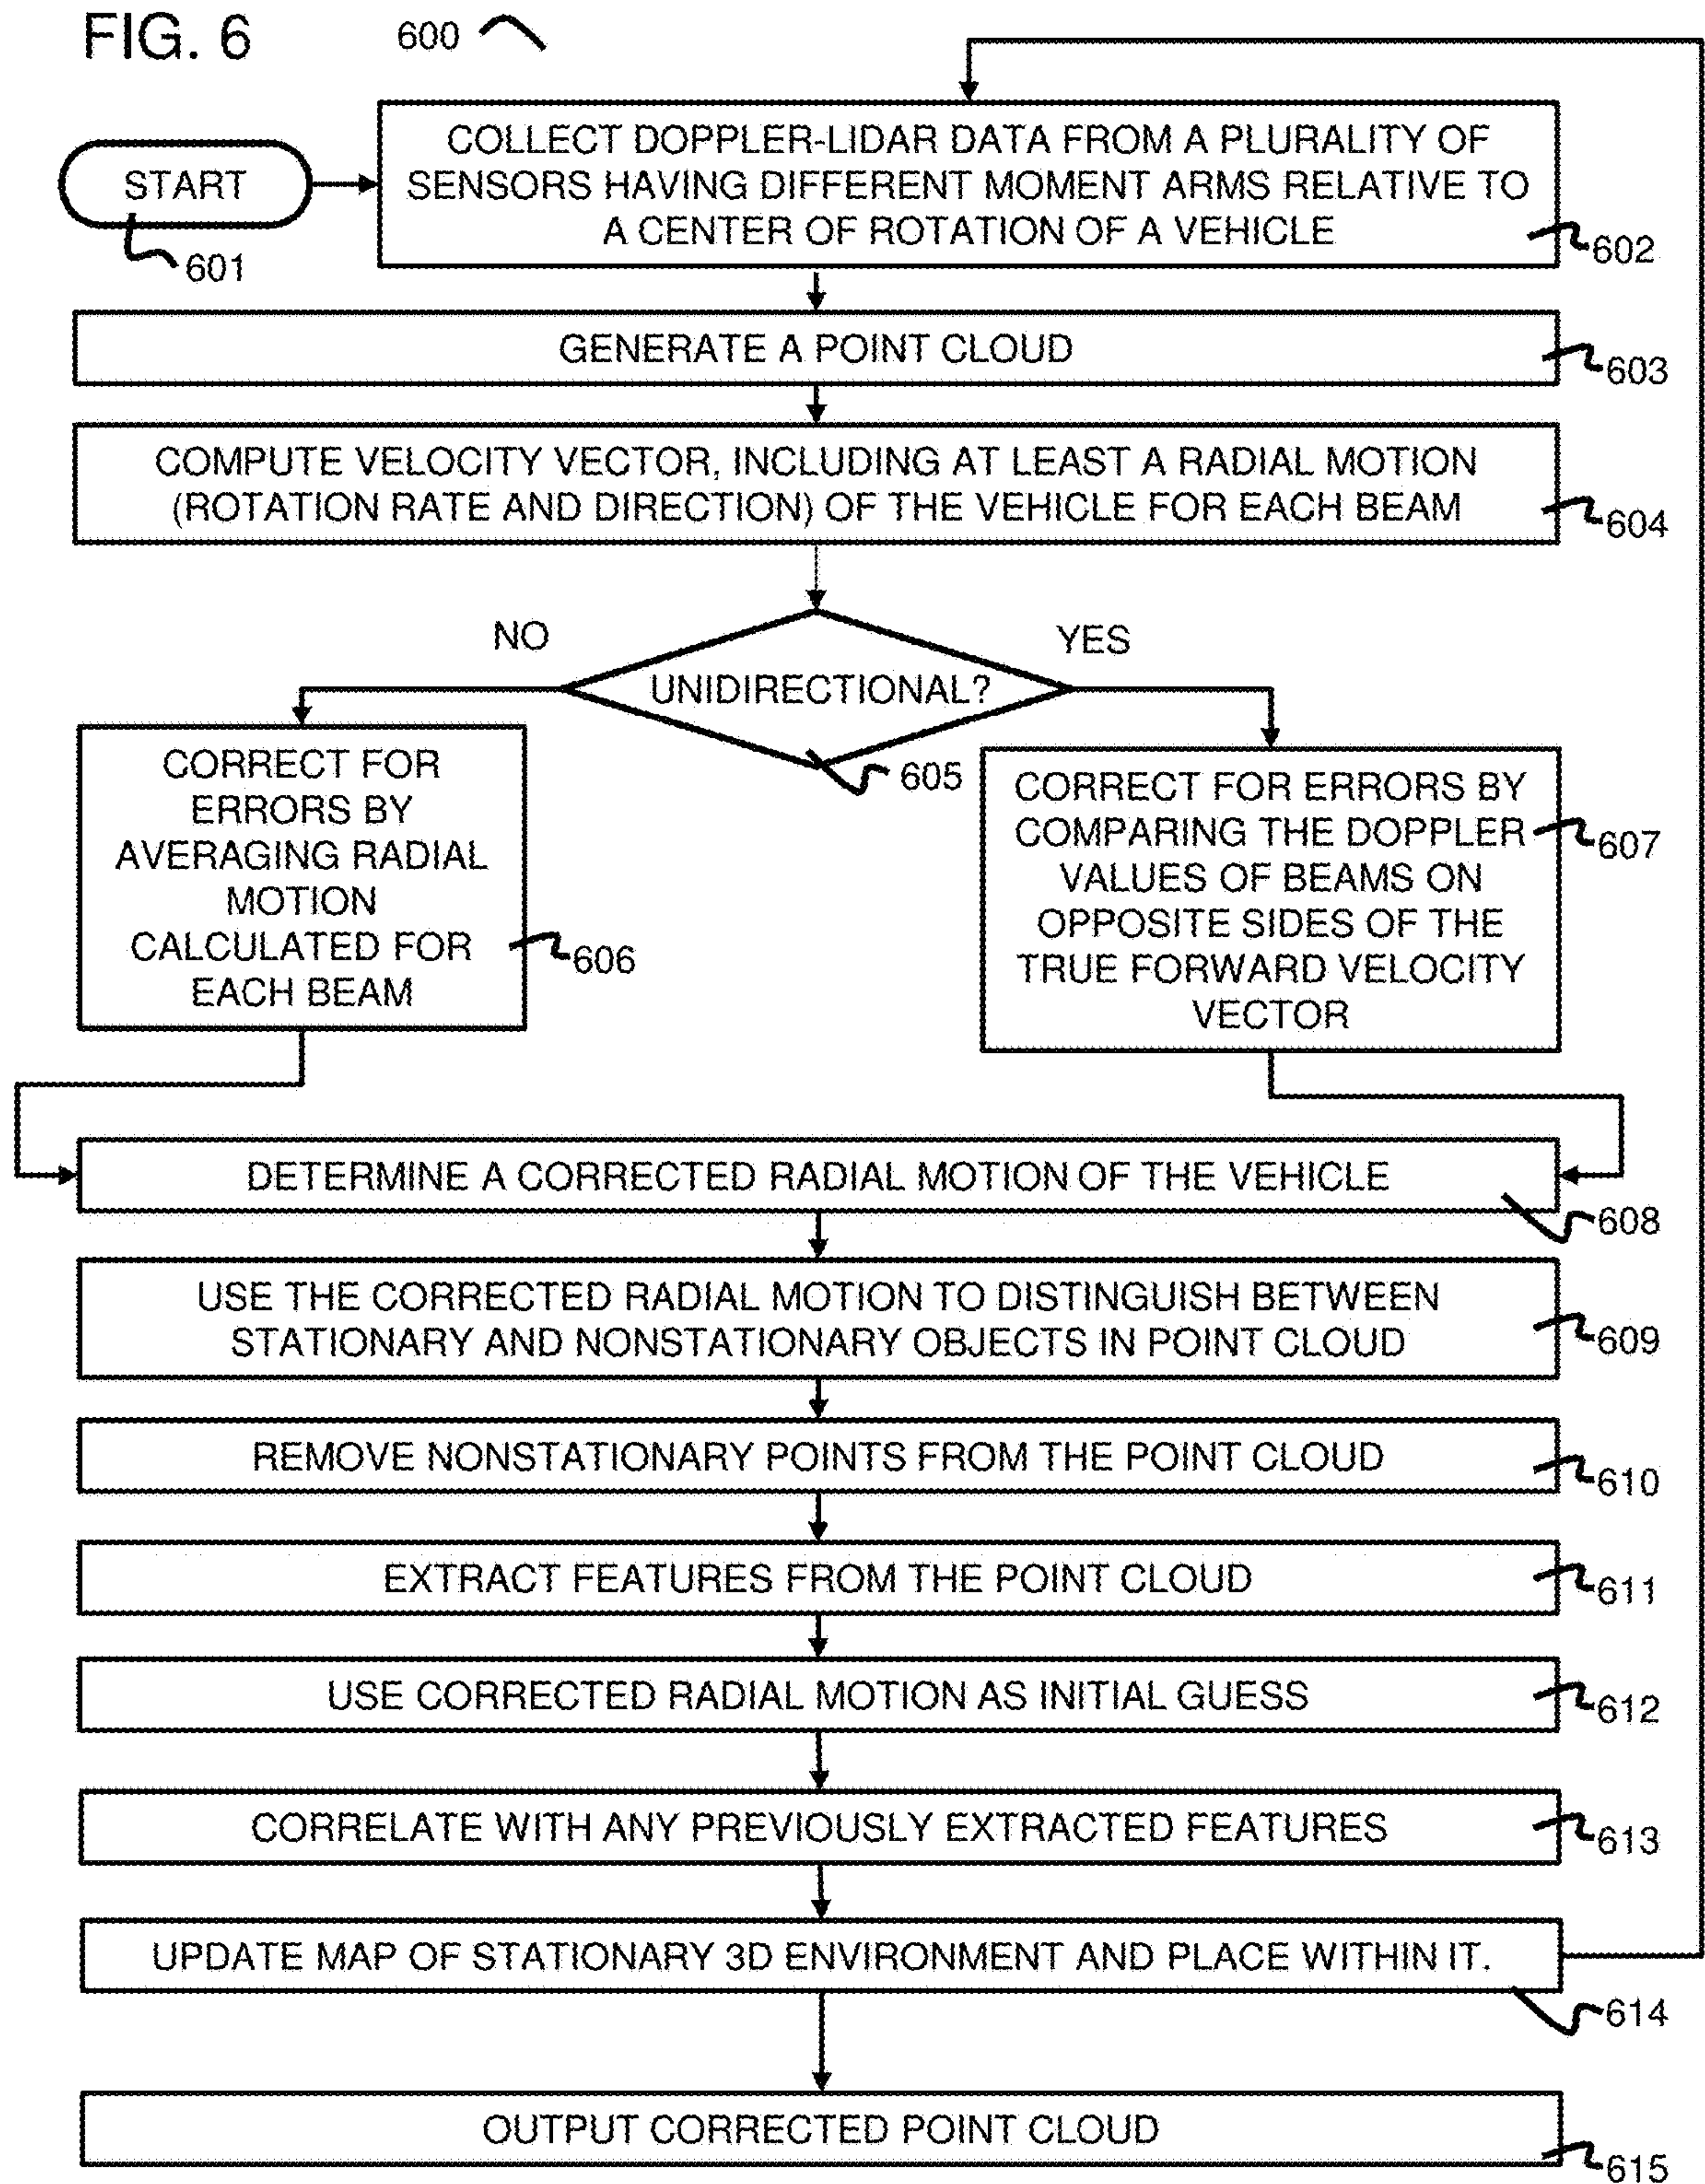 FIG. 6
600
START
601
COLLECT DOPPLER-LIDAR DATA FROM A PLURALITY OF
SENSORS HAVING DIFFERENT MOMENT ARMS RELATIVE TO
A CENTER OF ROTATION OF A VEHICLE
602
GENERATE A POINT CLOUD
603
COMPUTE VELOCITY VECTOR, INCLUDING AT LEAST A RADIAL MOTION
(ROTATION RATE AND DIRECTION) OF THE VEHICLE FOR EACH BEAM
604
NO
YES
UNIDIRECTIONAL?
605
CORRECT FOR
ERRORS BY
AVERAGING RADIAL
MOTION
CALCULATED FOR
EACH BEAM
606
CORRECT FOR ERRORS BY
COMPARING THE DOPPLER
VALUES OF BEAMS ON
OPPOSITE SIDES OF THE
TRUE FORWARD VELOCITY
VECTOR
607
DETERMINE A CORRECTED RADIAL MOTION OF THE VEHICLE
608
USE THE CORRECTED RADIAL MOTION TO DISTINGUISH BETWEEN
STATIONARY AND NONSTATIONARY OBJECTS IN POINT CLOUD
609
REMOVE NONSTATIONARY POINTS FROM THE POINT CLOUD
610
EXTRACT FEATURES FROM THE POINT CLOUD
611
USE CORRECTED RADIAL MOTION AS INITIAL GUESS
612
CORRELATE WITH ANY PREVIOUSLY EXTRACTED FEATURES
613
UPDATE MAP OF STATIONARY 3D ENVIRONMENT AND PLACE WITHIN IT.
614
OUTPUT CORRECTED POINT CLOUD
615